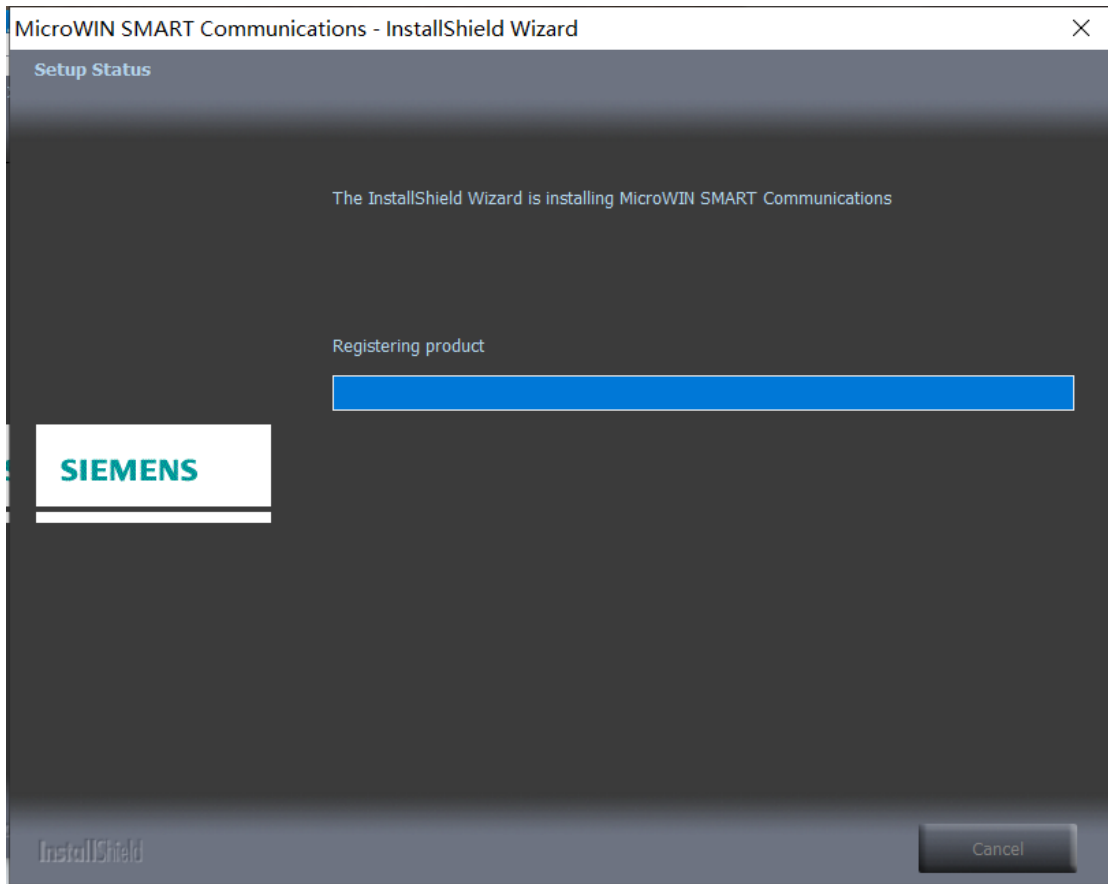 MicroWIN SMART Communications - InstallShield Wizard
Setup Status
The InstallShield Wizard is installing MicroWIN SMART Communications
Registering product
SIEMENS
InstallShield
Cancel